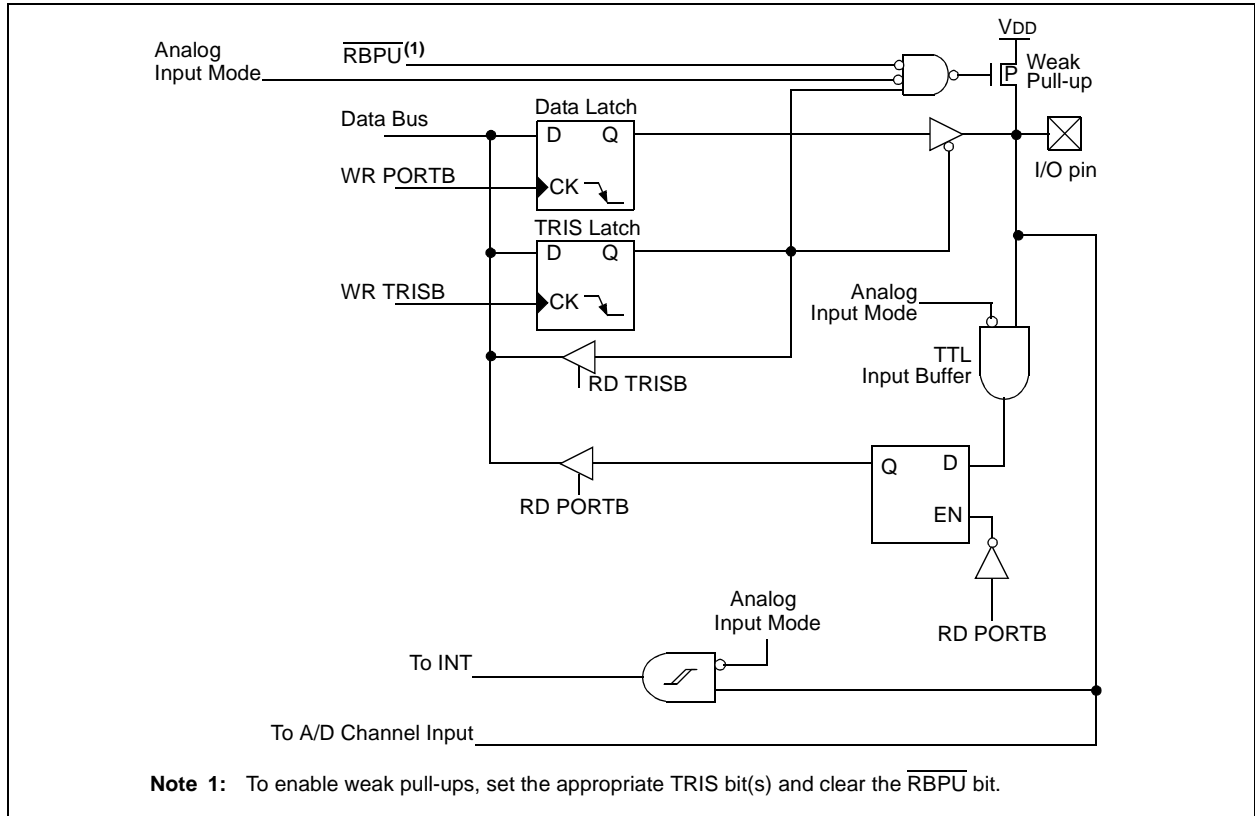 VDD
Analog
Input Mode
RBPU(1)
P
Weak
Pull-up
Data Bus
Data Latch
D Q
I/O pin
WR PORTB
CK
TRIS Latch
D Q
WR TRISB
CK
Analog
Input Mode
TTL
Input Buffer
RD TRISB
Q D
EN
RD PORTB
Analog
Input Mode
RD PORTB
To INT
To A/D Channel Input
Note 1: To enable weak pull-ups, set the appropriate TRIS bit(s) and clear the RBPU bit.